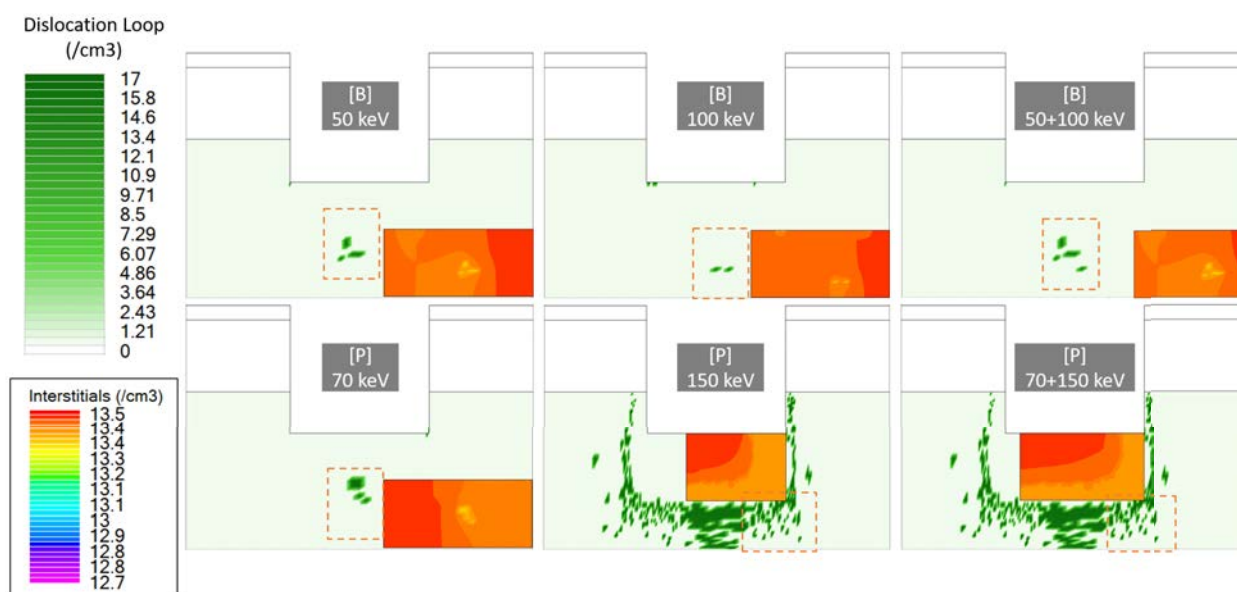 Dislocation Loop
(/cm3)
17
15.8
14.6
13.4
12.1
10.9
9.71
8.5
7.29
6.07
4.86
3.64
2.43
1.21
0
[B]
50 keV
[B]
100 keV
[B]
50+100 keV
[P]
70 keV
[P]
150 keV
[P]
70+150 keV
Interstitials (/cm3)
13.5
13.4
13.4
13.3
13.3
13.2
13.1
13.1
13
12.9
12.8
12.8
12.7